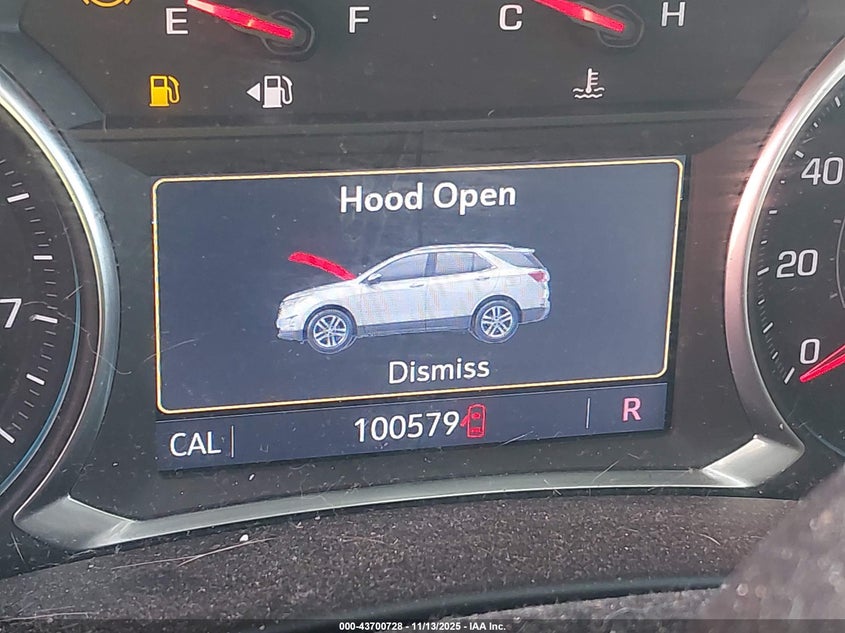 E F C H
Hood Open
Dismiss
CAL 100579 R
7
40
20
0
000-43700728 - 11/13/2025 - IAA Inc.